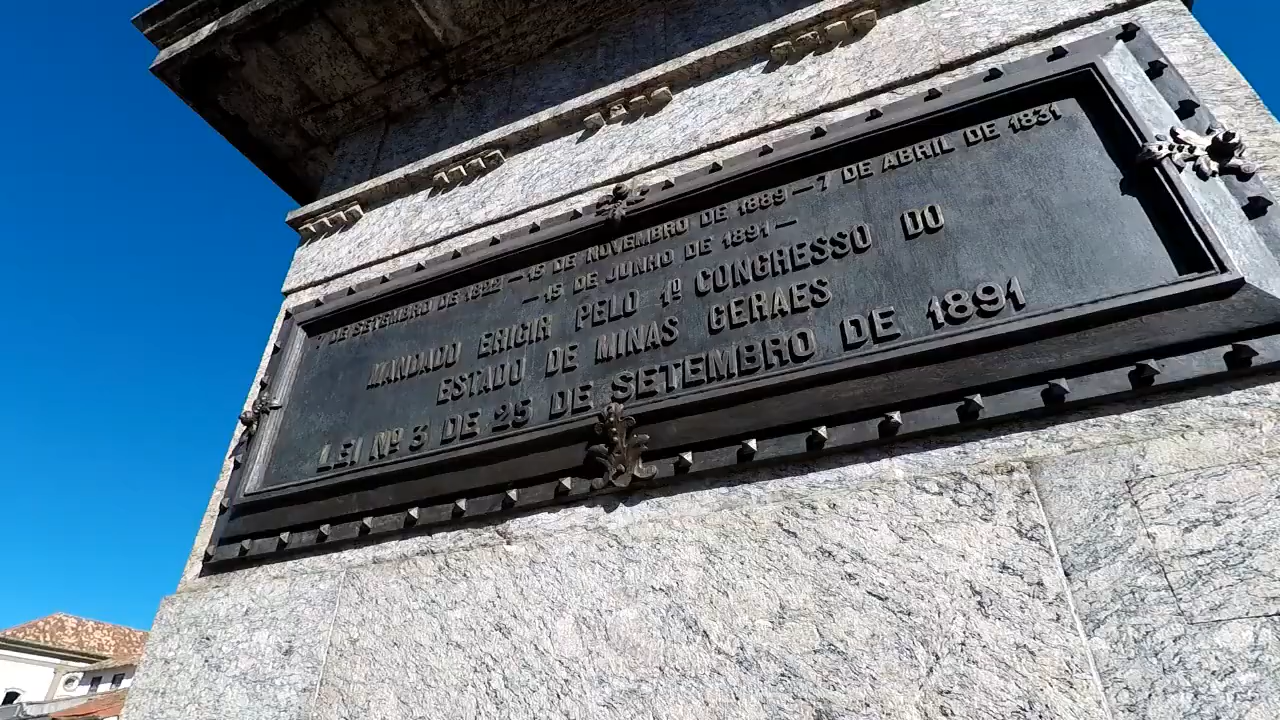 7 DE SETEMBRO DE 1822 — 15 DE NOVEMBRO DE 1889 — 7 DE ABRIL DE 1831
— 15 DE JUNHO DE 1891 —
MANDADO ERIGIR PELO 1º CONGRESSO DO
ESTADO DE MINAS GERAES
LEI Nº 3 DE 25 DE SETEMBRO DE 1891